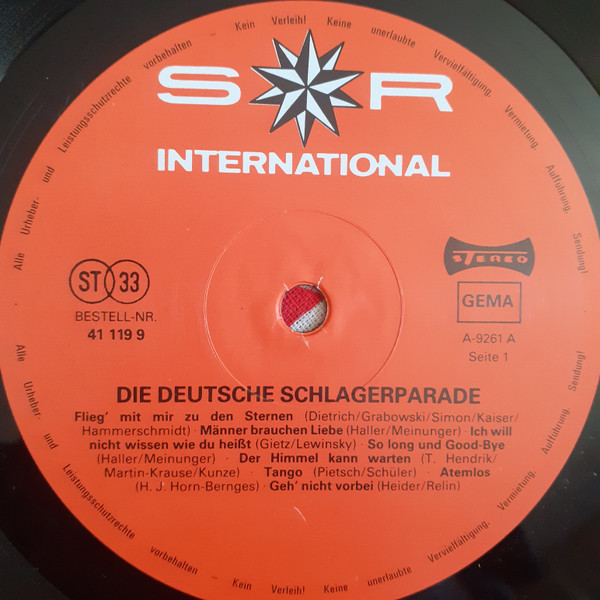 Alle Urheber- und Leistungsschutzrechte vorbehalten – Kein Verleih! Keine unerlaubte Vervielfältigung, Vermietung, Aufführung, Sendung!
S R
INTERNATIONAL
STEREO
ST 33
GEMA
BESTELL-NR.
41 119 9
A-9261 A
Seite 1
DIE DEUTSCHE SCHLAGERPARADE
Flieg' mit mir zu den Sternen (Dietrich/Grabowski/Simon/Kaiser/
Hammerschmidt) · Männer brauchen Liebe (Haller/Meinunger) · Ich will
nicht wissen wie du heißt (Gietz/Lewinsky) · So long und Good-Bye
(Haller/Meinunger) · Der Himmel kann warten (T. Hendrik/
Martin-Krause/Kunze) · Tango (Pietsch/Schüler) · Atemlos
(H. J. Horn-Bernges) · Geh' nicht vorbei (Heider/Relin)
Alle Urheber- und Leistungsschutzrechte vorbehalten – Kein Verleih! Keine unerlaubte Vervielfältigung, Vermietung, Aufführung, Sendung!